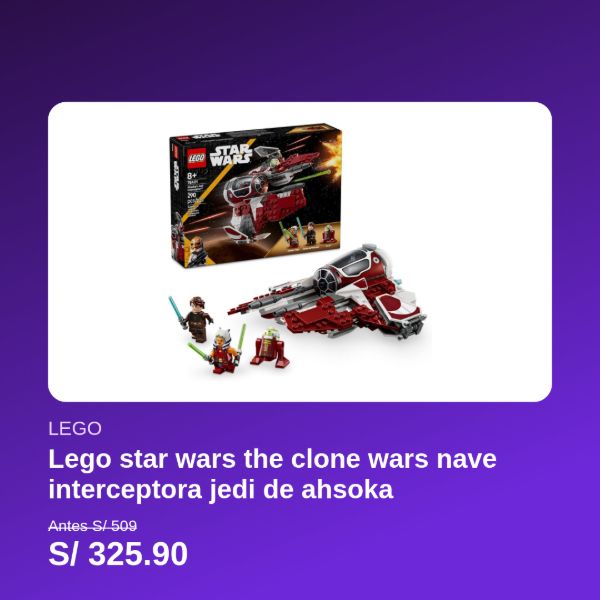 LEGO
STAR
WARS
8+
290
LEGO
Lego star wars the clone wars nave
interceptora jedi de ahsoka
Antes S/ 509
S/ 325.90